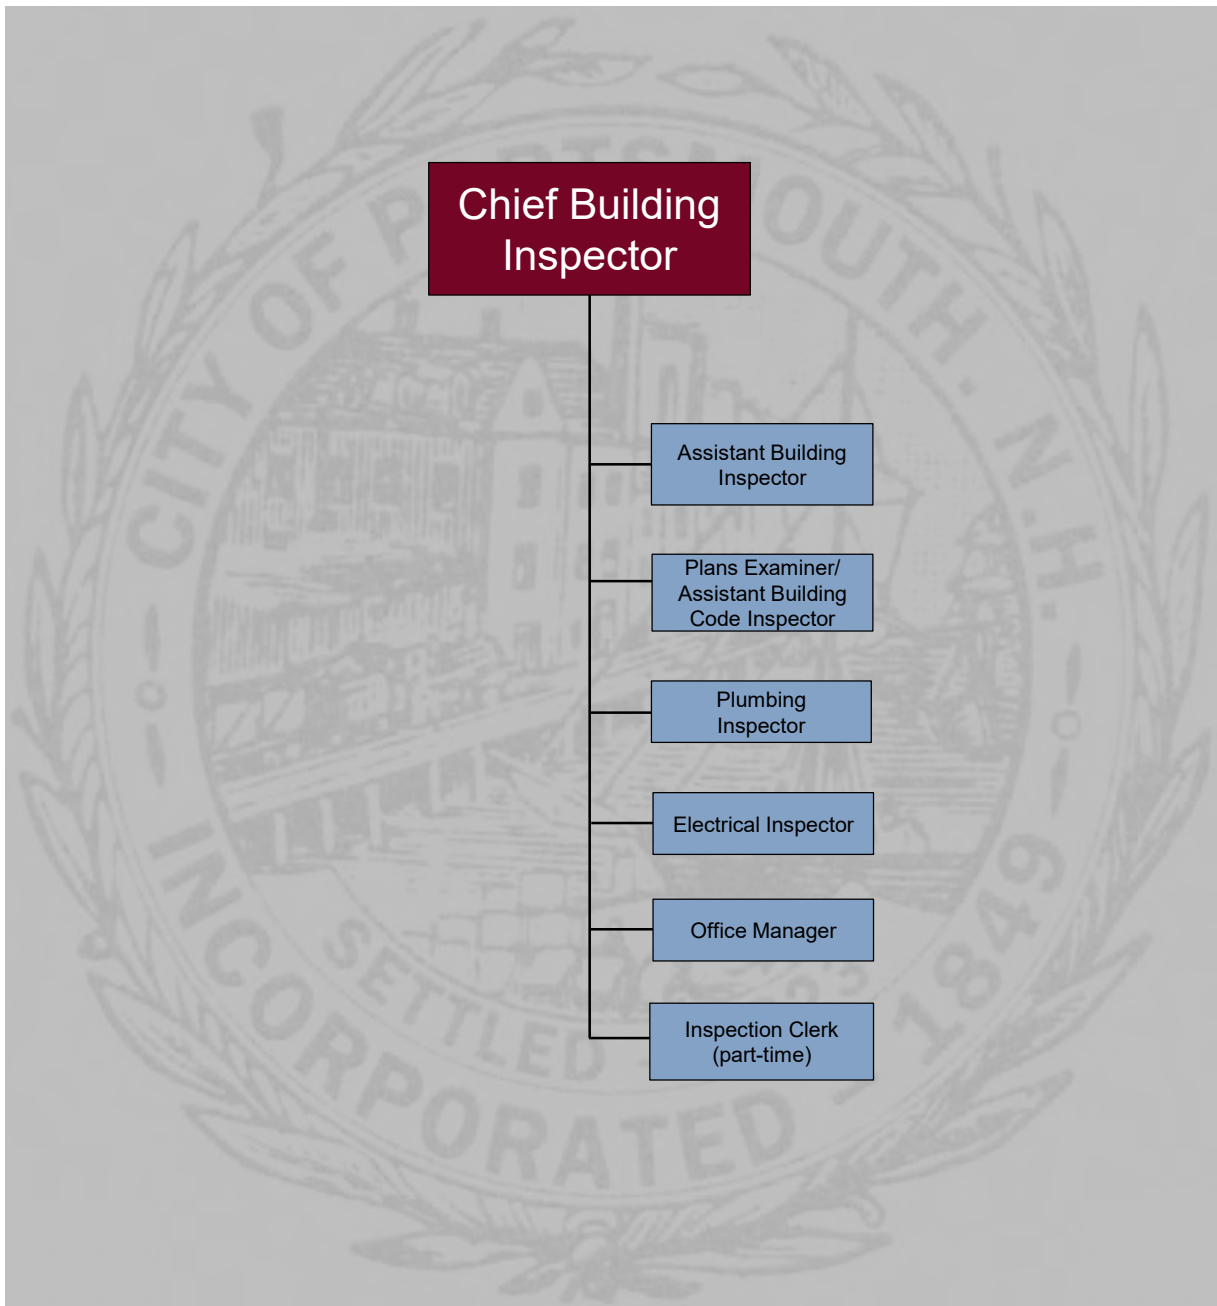 CITY OF PORTSMOUTH. N.H.
Chief Building
Inspector
Assistant Building
Inspector
Plans Examiner/
Assistant Building
Code Inspector
Plumbing
Inspector
Electrical Inspector
Office Manager
Inspection Clerk
(part-time)
SETTLED
INCORPORATED 1849